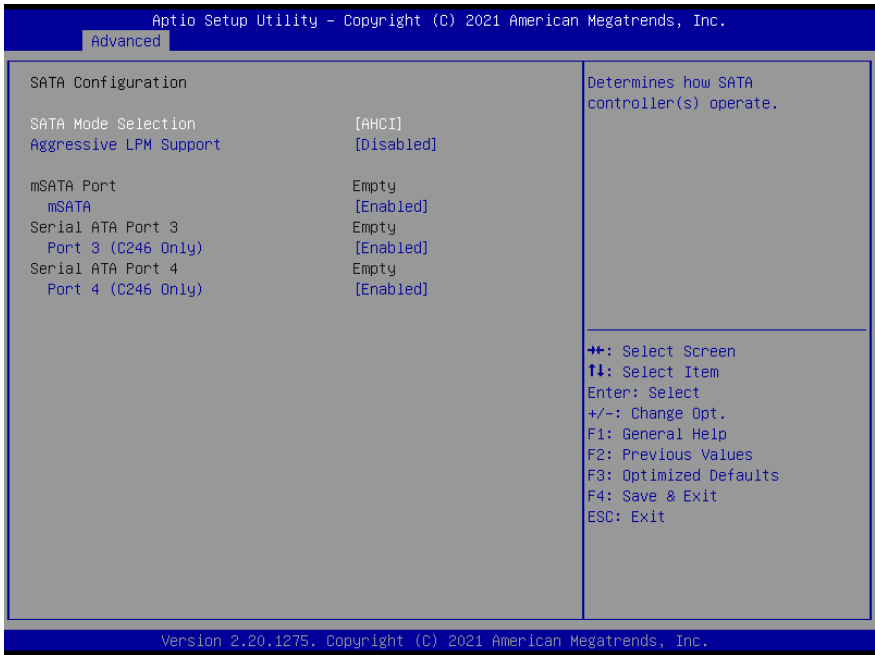 Aptio Setup Utility – Copyright (C) 2021 American Megatrends, Inc.
Advanced
SATA Configuration
SATA Mode Selection [AHCI]
Aggressive LPM Support [Disabled]
mSATA Port Empty
mSATA [Enabled]
Serial ATA Port 3 Empty
Port 3 (C246 Only) [Enabled]
Serial ATA Port 4 Empty
Port 4 (C246 Only) [Enabled]
Determines how SATA
controller(s) operate.
→←: Select Screen
↑↓: Select Item
Enter: Select
+/-: Change Opt.
F1: General Help
F2: Previous Values
F3: Optimized Defaults
F4: Save & Exit
ESC: Exit
Version 2.20.1275. Copyright (C) 2021 American Megatrends, Inc.